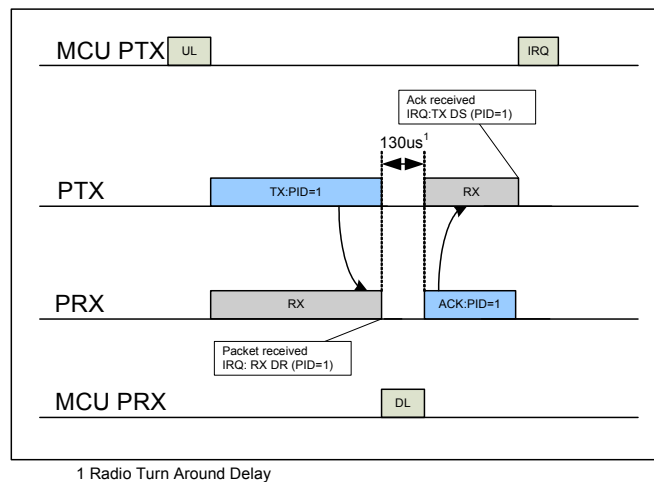 MCU PTX
UL
IRQ
Ack received
IRQ:TX DS (PID=1)
130us1
PTX
TX:PID=1
RX
PRX
RX
ACK:PID=1
Packet received
IRQ: RX DR (PID=1)
MCU PRX
DL
1 Radio Turn Around Delay